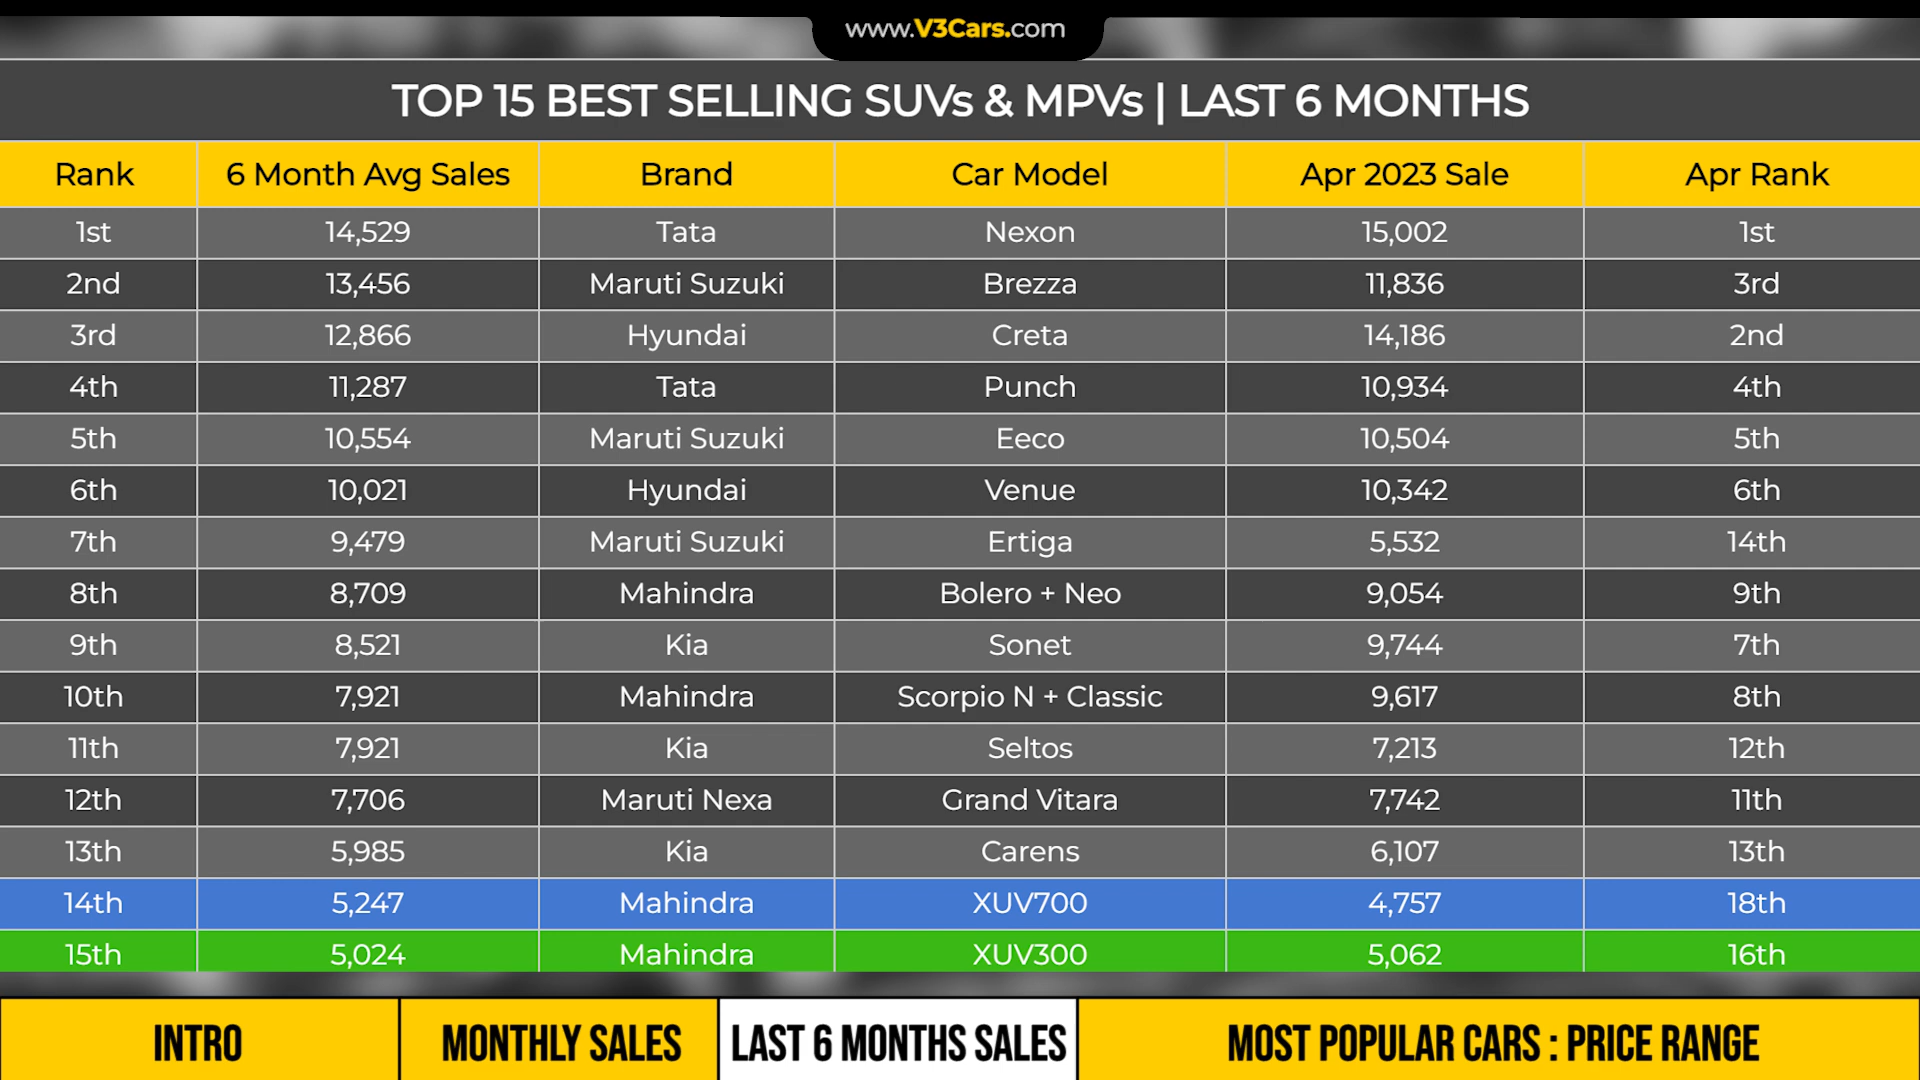 www.V3Cars.com
TOP 15 BEST SELLING SUVs & MPVs | LAST 6 MONTHS
Rank 6 Month Avg Sales Brand Car Model Apr 2023 Sale Apr Rank
1st 14,529 Tata Nexon 15,002 1st
2nd 13,456 Maruti Suzuki Brezza 11,836 3rd
3rd 12,866 Hyundai Creta 14,186 2nd
4th 11,287 Tata Punch 10,934 4th
5th 10,554 Maruti Suzuki Eeco 10,504 5th
6th 10,021 Hyundai Venue 10,342 6th
7th 9,479 Maruti Suzuki Ertiga 5,532 14th
8th 8,709 Mahindra Bolero + Neo 9,054 9th
9th 8,521 Kia Sonet 9,744 7th
10th 7,921 Mahindra Scorpio N + Classic 9,617 8th
11th 7,921 Kia Seltos 7,213 12th
12th 7,706 Maruti Nexa Grand Vitara 7,742 11th
13th 5,985 Kia Carens 6,107 13th
14th 5,247 Mahindra XUV700 4,757 18th
15th 5,024 Mahindra XUV300 5,062 16th
INTRO MONTHLY SALES LAST 6 MONTHS SALES MOST POPULAR CARS : PRICE RANGE